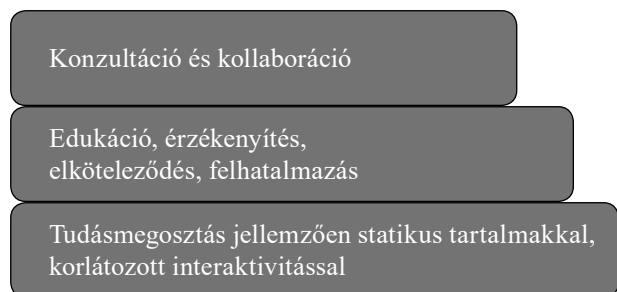 Konzultáció és kollaboráció
Edukáció, érzékenyítés,
elköteleződés, felhatalmazás
Tudásmegosztás jellemzően statikus tartalmakkal,
korlátozott interaktivitással